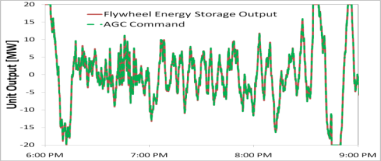 20
Flywheel Energy Storage Output
-AGC Command
15
10
5
0
-5
-10
-15
-20
Unit Output [MW]
6:00 PM
7:00 PM
8:00 PM
9:00 PM